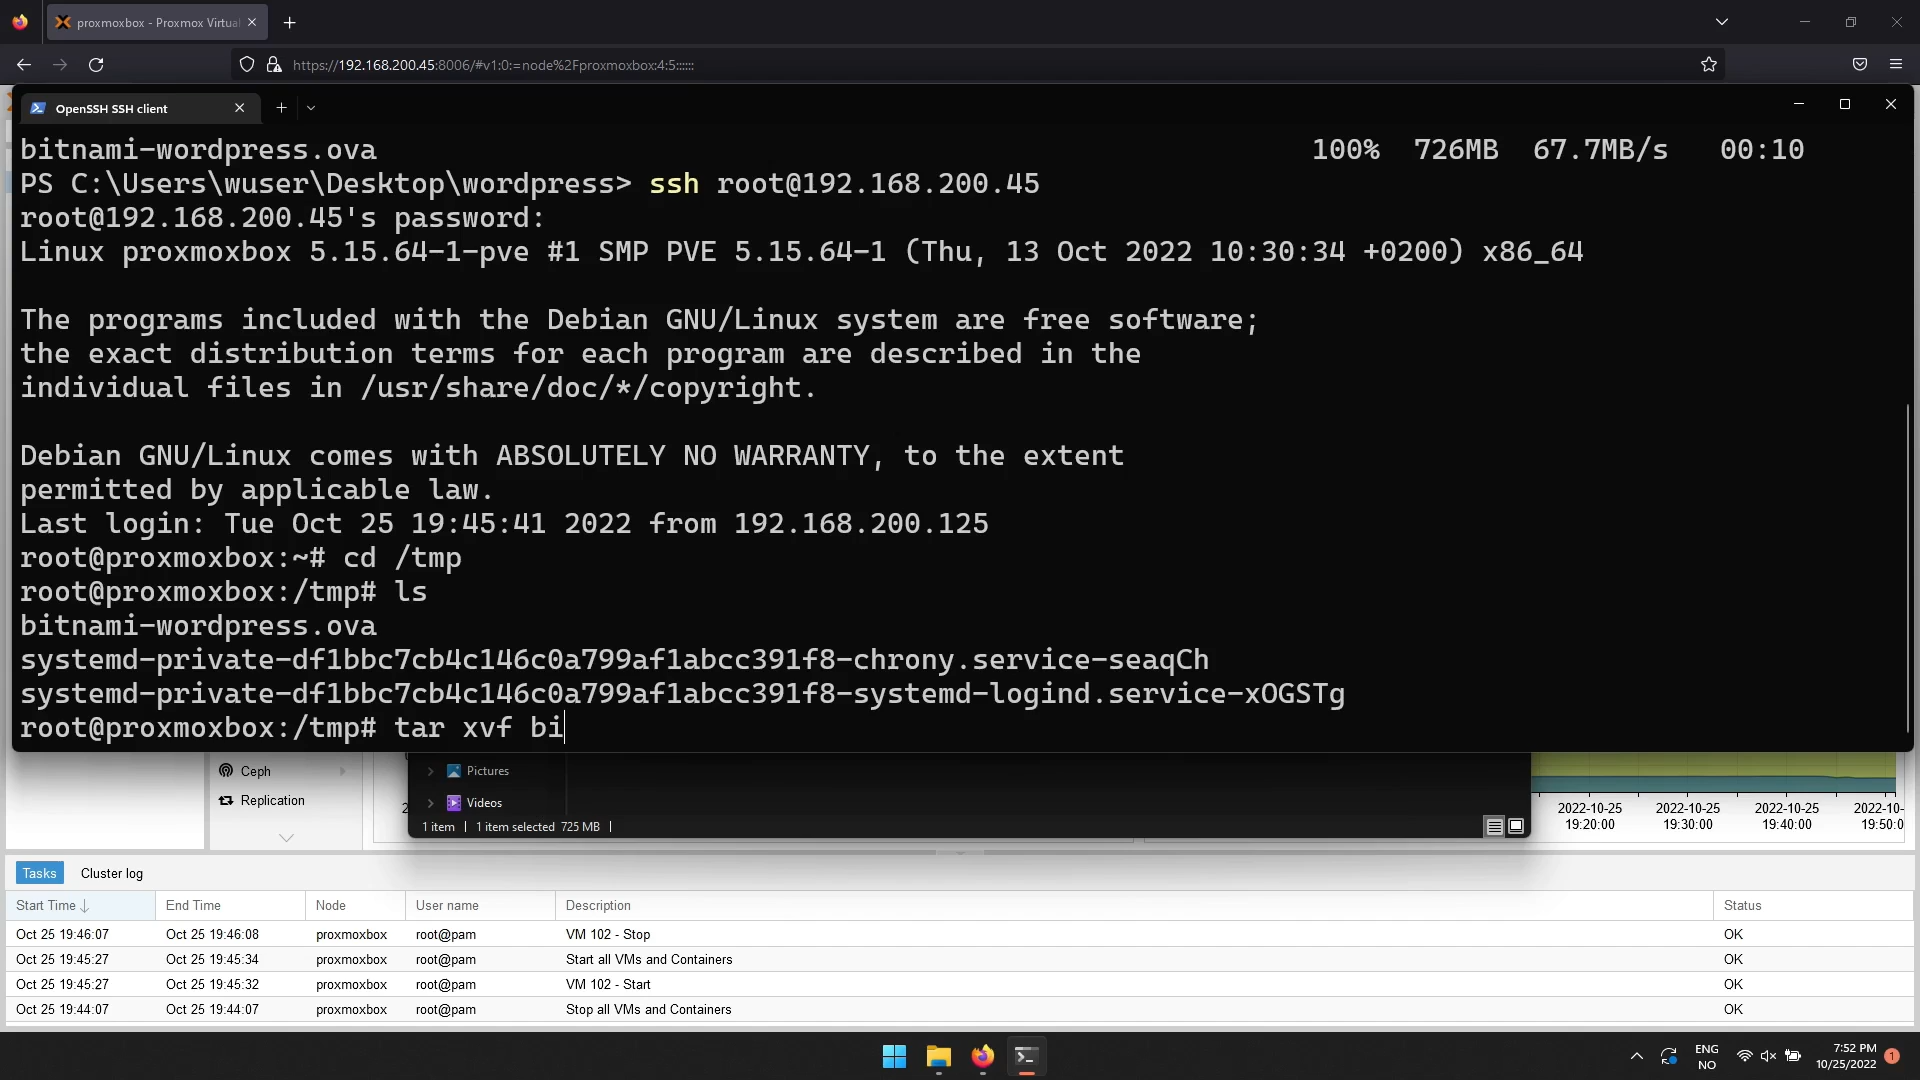 proxmoxbox - Proxmox Virtual
https://192.168.200.45:8006/#v1:0:=node%2Fproxmoxbox:4:5::::::
OpenSSH SSH client
bitnami-wordpress.ova 100% 726MB 67.7MB/s 00:10
PS C:\Users\wuser\Desktop\wordpress> ssh root@192.168.200.45
root@192.168.200.45's password:
Linux proxmoxbox 5.15.64-1-pve #1 SMP PVE 5.15.64-1 (Thu, 13 Oct 2022 10:30:34 +0200) x86_64
The programs included with the Debian GNU/Linux system are free software;
the exact distribution terms for each program are described in the
individual files in /usr/share/doc/*/copyright.
Debian GNU/Linux comes with ABSOLUTELY NO WARRANTY, to the extent
permitted by applicable law.
Last login: Tue Oct 25 19:45:41 2022 from 192.168.200.125
root@proxmoxbox:~# cd /tmp
root@proxmoxbox:/tmp# ls
bitnami-wordpress.ova
systemd-private-df1bbc7cb4c146c0a799af1abcc391f8-chrony.service-seaqCh
systemd-private-df1bbc7cb4c146c0a799af1abcc391f8-systemd-logind.service-xOGSTg
root@proxmoxbox:/tmp# tar xvf bi
Ceph
Replication
Pictures
Videos
1 item | 1 item selected 725 MB |
2022-10-25 19:20:00
2022-10-25 19:30:00
2022-10-25 19:40:00
2022-10- 19:50:0
Tasks Cluster log
Start Time End Time Node User name Description Status
Oct 25 19:46:07 Oct 25 19:46:08 proxmoxbox root@pam VM 102 - Stop OK
Oct 25 19:45:27 Oct 25 19:45:34 proxmoxbox root@pam Start all VMs and Containers OK
Oct 25 19:45:27 Oct 25 19:45:32 proxmoxbox root@pam VM 102 - Start OK
Oct 25 19:44:07 Oct 25 19:44:07 proxmoxbox root@pam Stop all VMs and Containers OK
ENG
NO
7:52 PM
10/25/2022
1